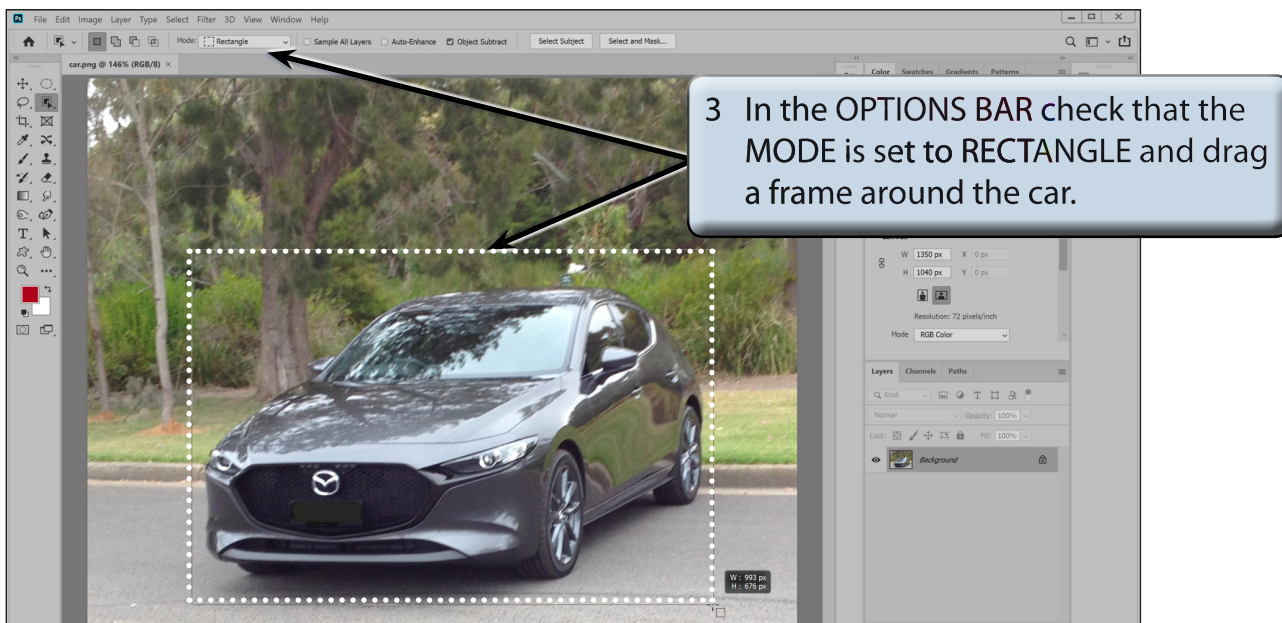 Ps File Edit Image Layer Type Select Filter 3D View Window Help
Mode: Rectangle Sample All Layers Auto-Enhance Object Subtract Select Subject Select and Mask...
car.png @ 146% (RGB/8) ×
Color Swatches Gradients Patterns
3 In the OPTIONS BAR check that the
MODE is set to RECTANGLE and drag
a frame around the car.
W 1350 px X 0 px
H 1040 px Y 0 px
Resolution: 72 pixels/inch
Mode RGB Color
Layers Channels Paths
Kind
Normal Opacity: 100%
Lock: Fill: 100%
Background
W : 993 px
H : 676 px